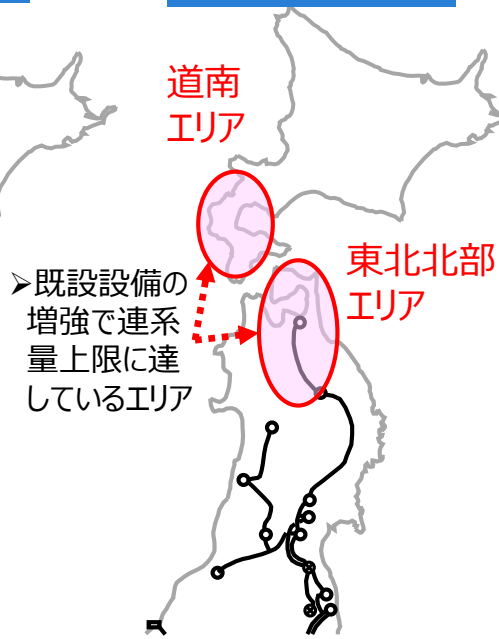 道南
エリア
東北北部
エリア
➢既設設備の
増強で連系
量上限に達
しているエリア